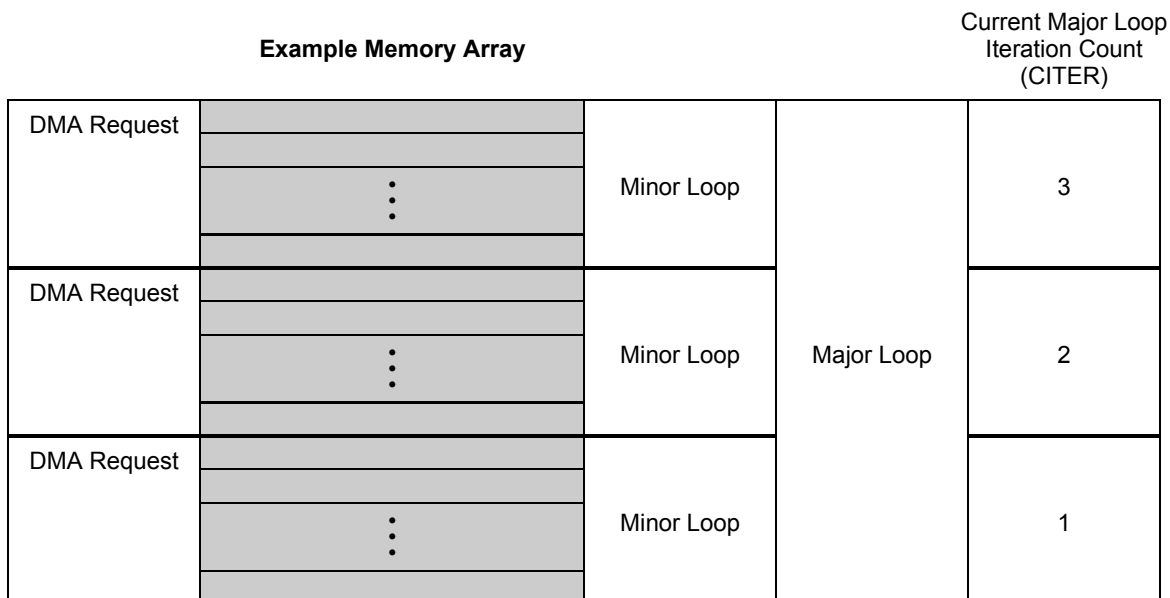 Example Memory Array
Current Major Loop
Iteration Count
(CITER)
DMA Request
Minor Loop
3
DMA Request
Minor Loop
Major Loop
2
DMA Request
Minor Loop
1